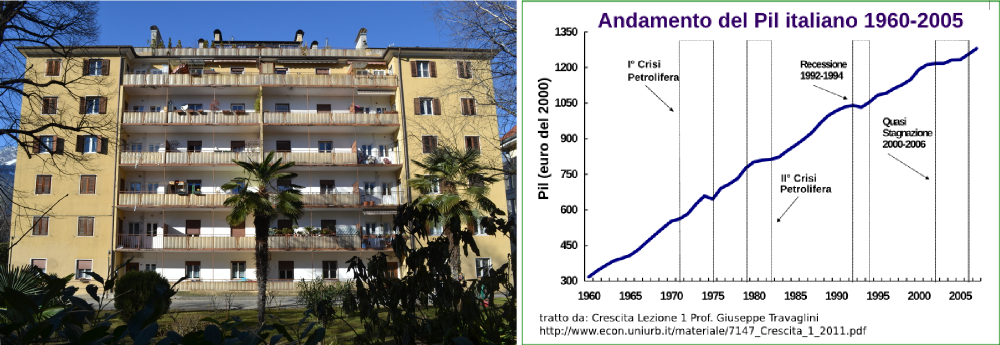 Andamento del Pil italiano 1960-2005
1350
1200
1050
900
750
600
450
300
Pil (euro del 2000)
I° Crisi
Petrolifera
Recessione
1992-1994
Quasi
Stagnazione
2000-2006
II° Crisi
Petrolifera
1960 1965 1970 1975 1980 1985 1990 1995 2000 2005
tratto da: Crescita Lezione 1 Prof. Giuseppe Travaglini
http://www.econ.uniurb.it/materiale/7147_Crescita_1_2011.pdf